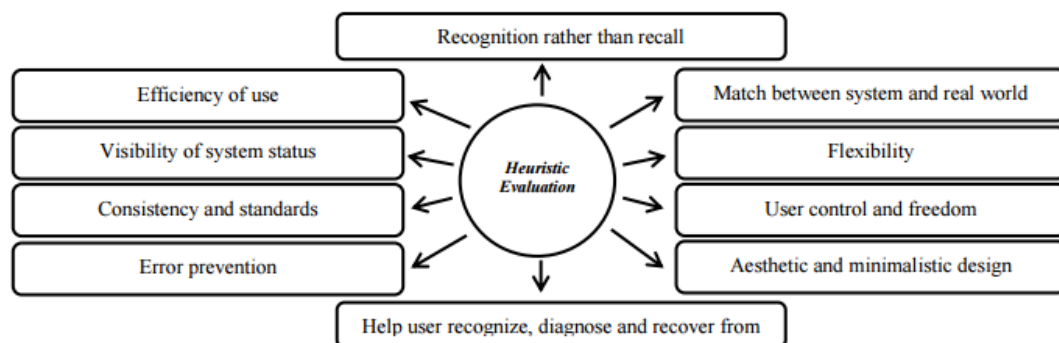 Recognition rather than recall
Efficiency of use
Match between system and real world
Visibility of system status
Heuristic
Evaluation
Flexibility
Consistency and standards
User control and freedom
Error prevention
Aesthetic and minimalistic design
Help user recognize, diagnose and recover from